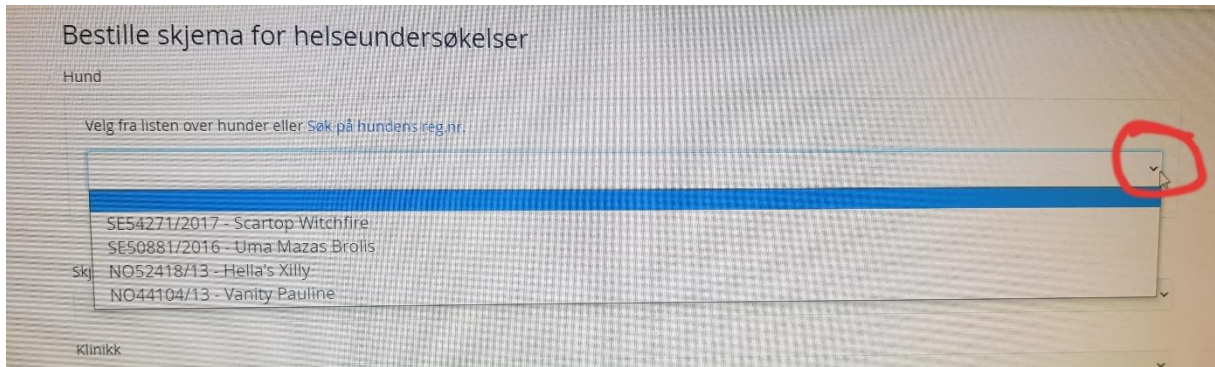 Bestille skjema for helseundersøkelser
Hund
Velg fra listen over hunder eller Søk på hundens reg.nr.
SE54271/2017 - Scartop Witchfire
SE50881/2016 - Uma Mazas Brolis
Skj
NO52418/13 - Hella's Xilly
NO44104/13 - Vanity Pauline
Klinikk